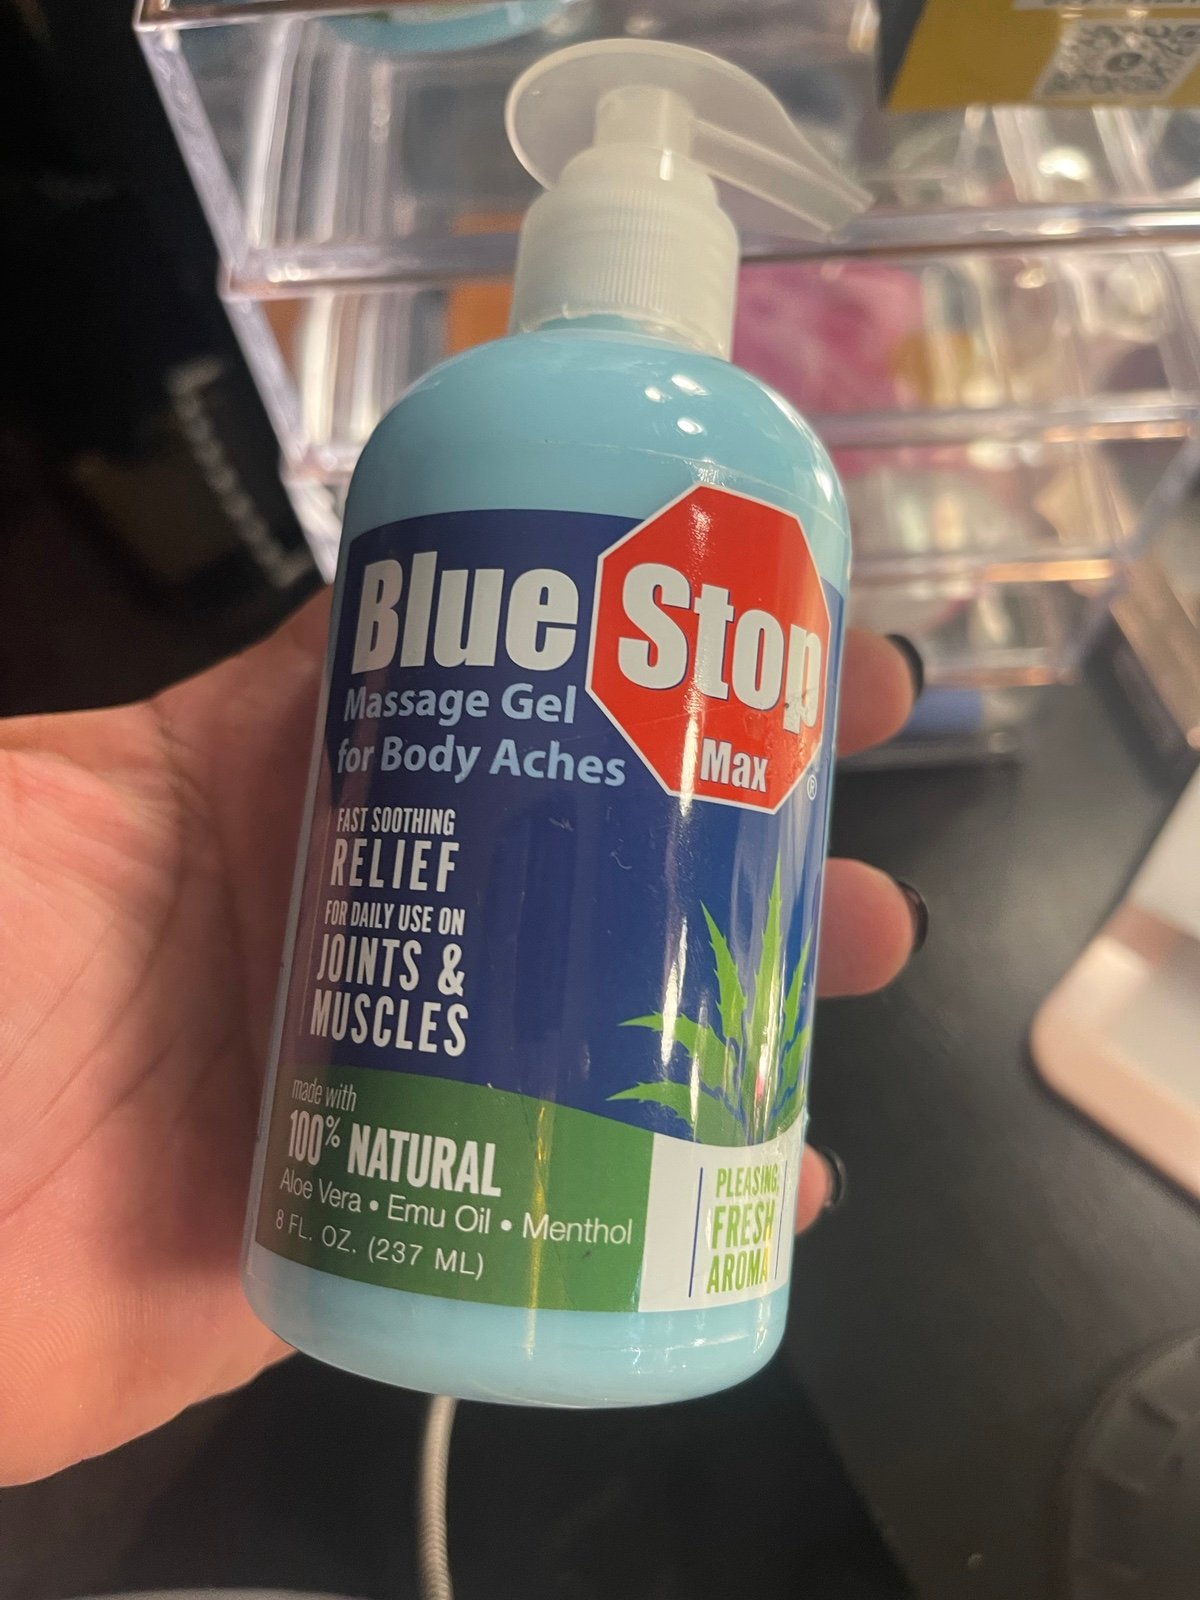 Blue Stop
Max
®
Massage Gel
for Body Aches
FAST SOOTHING
RELIEF
FOR DAILY USE ON
JOINTS &
MUSCLES
made with
100% NATURAL
Aloe Vera • Emu Oil • Menthol
8 FL. OZ. (237 ML)
PLEASING,
FRESH
AROMA